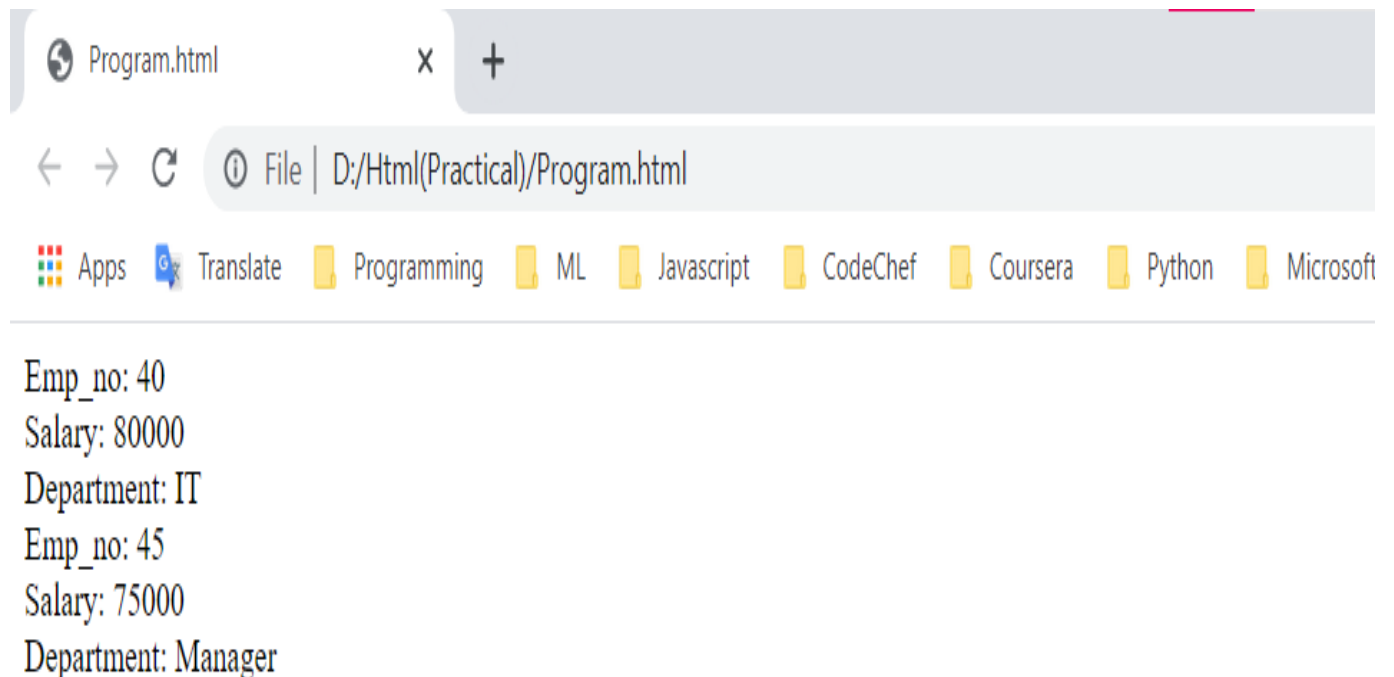 Program.html
File | D:/Html(Practical)/Program.html
Apps Translate Programming ML Javascript CodeChef Coursera Python Microsoft
Emp_no: 40
Salary: 80000
Department: IT
Emp_no: 45
Salary: 75000
Department: Manager